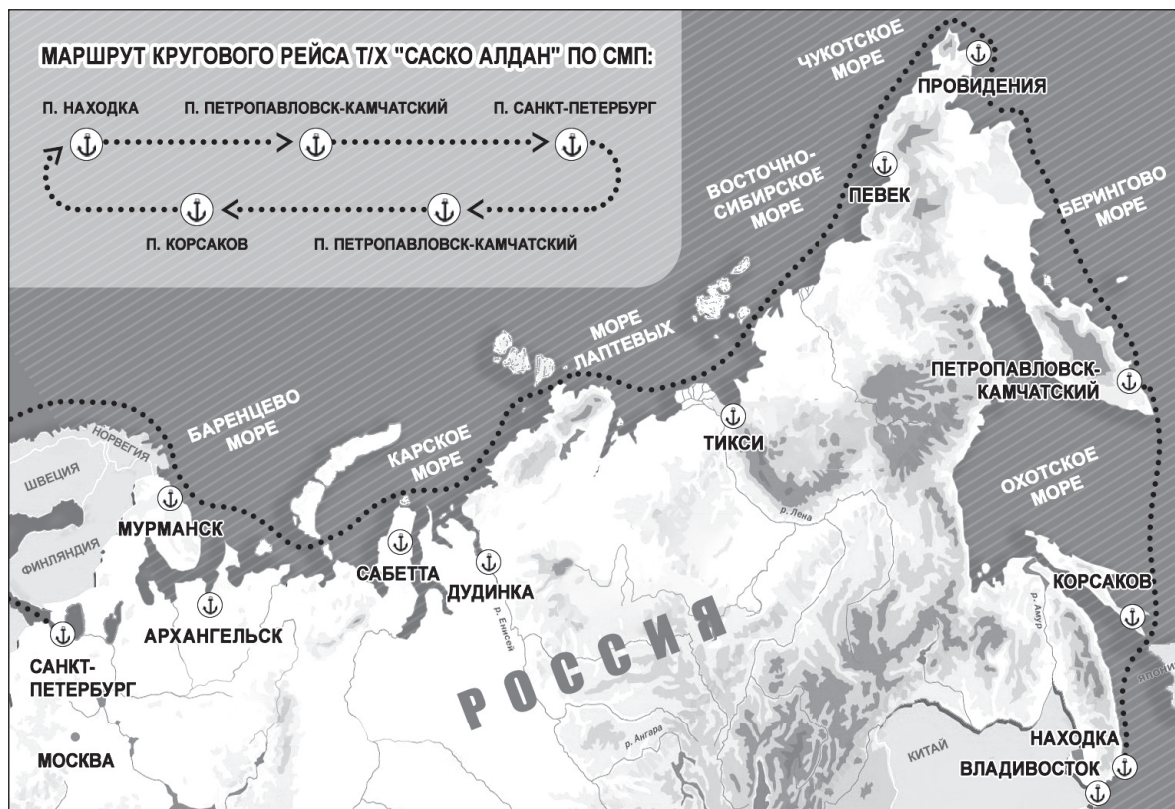 МАРШРУТ КРУГОВОГО РЕЙСА Т/Х "САСКО АЛДАН" ПО СМП:
П. НАХОДКА
П. ПЕТРОПАВЛОВСК-КАМЧАТСКИЙ
П. САНКТ-ПЕТЕРБУРГ
П. КОРСАКОВ
П. ПЕТРОПАВЛОВСК-КАМЧАТСКИЙ
ЧУКОТСКОЕ
МОРЕ
ПРОВИДЕНИЯ
ВОСТОЧНО-
СИБИРСКОЕ
МОРЕ
ПЕВЕК
БЕРИНГОВО
МОРЕ
МОРЕ
ЛАПТЕВЫХ
ПЕТРОПАВЛОВСК-
КАМЧАТСКИЙ
БАРЕНЦЕВО
МОРЕ
КАРСКОЕ
МОРЕ
ТИКСИ
НОРВЕГИЯ
ШВЕЦИЯ
ФИНЛЯНДИЯ
МУРМАНСК
ОХОТСКОЕ
МОРЕ
р. Лена
САБЕТТА
ДУДИНКА
КОРСАКОВ
АРХАНГЕЛЬСК
р. Енисей
р. Амур
РОССИЯ
САНКТ-
ПЕТЕРБУРГ
ЯПОНИ
МОСКВА
р. Ангара
КИТАЙ
НАХОДКА
ВЛАДИВОСТОК